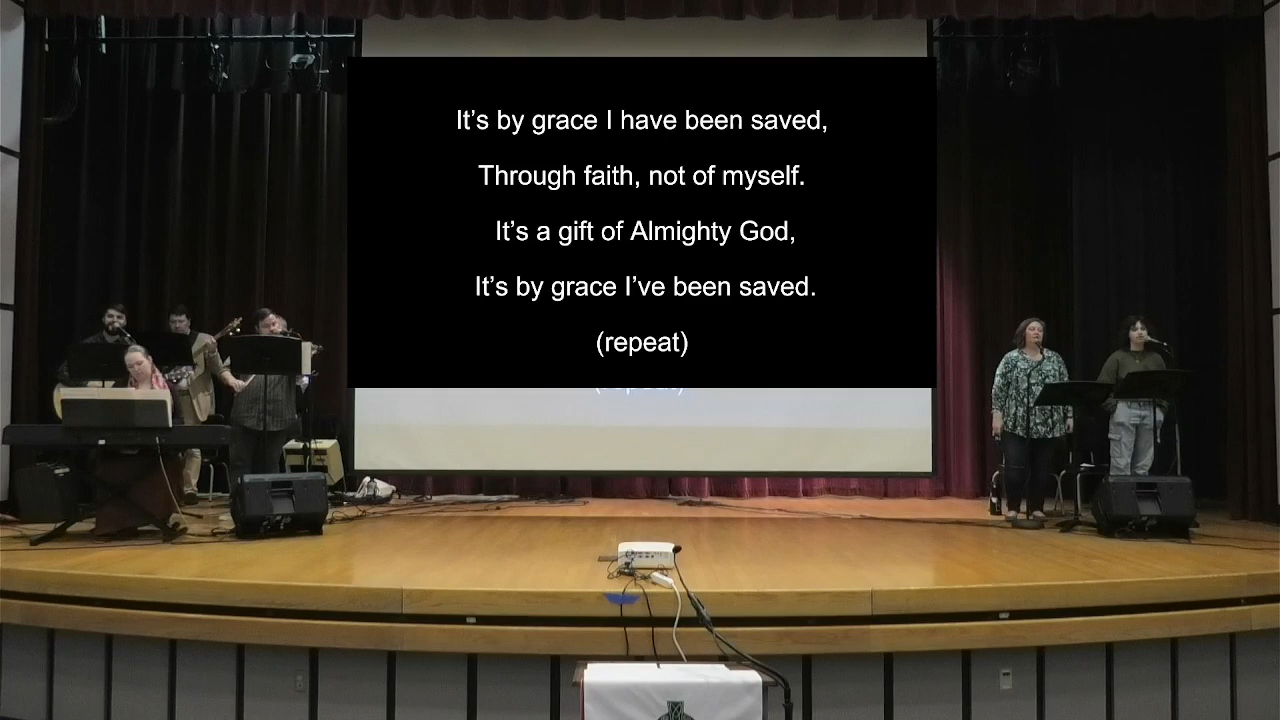 It’s by grace I have been saved,
Through faith, not of myself.
It’s a gift of Almighty God,
It’s by grace I’ve been saved.
(repeat)
(repeat)